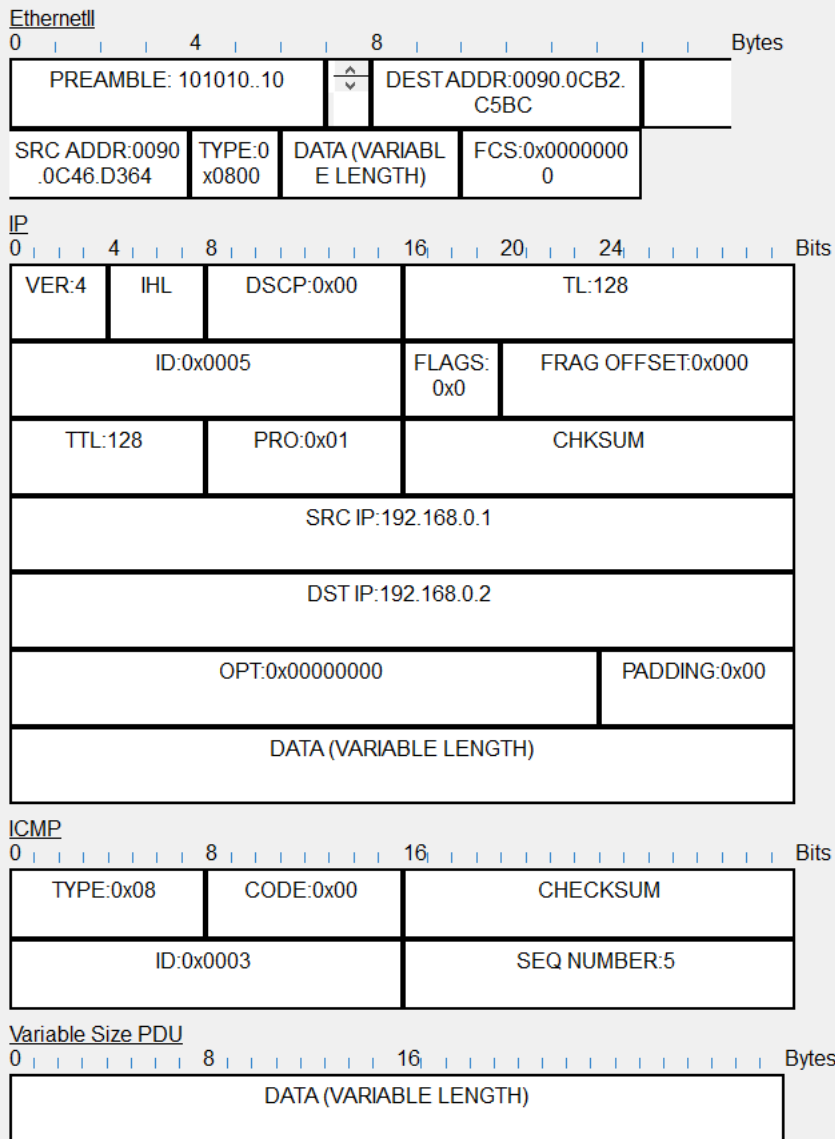 EthernetII
0 4 8 Bytes
PREAMBLE: 101010..10 DEST ADDR:0090.0CB2.
C5BC
SRC ADDR:0090 TYPE:0 DATA (VARIABL FCS:0x0000000
.0C46.D364 x0800 E LENGTH) 0
IP
0 4 8 16 20 24 Bits
VER:4 IHL DSCP:0x00 TL:128
ID:0x0005 FLAGS: FRAG OFFSET:0x000
0x0
TTL:128 PRO:0x01 CHKSUM
SRC IP:192.168.0.1
DST IP:192.168.0.2
OPT:0x00000000 PADDING:0x00
DATA (VARIABLE LENGTH)
ICMP
0 8 16 Bits
TYPE:0x08 CODE:0x00 CHECKSUM
ID:0x0003 SEQ NUMBER:5
Variable Size PDU
0 8 16 Bytes
DATA (VARIABLE LENGTH)